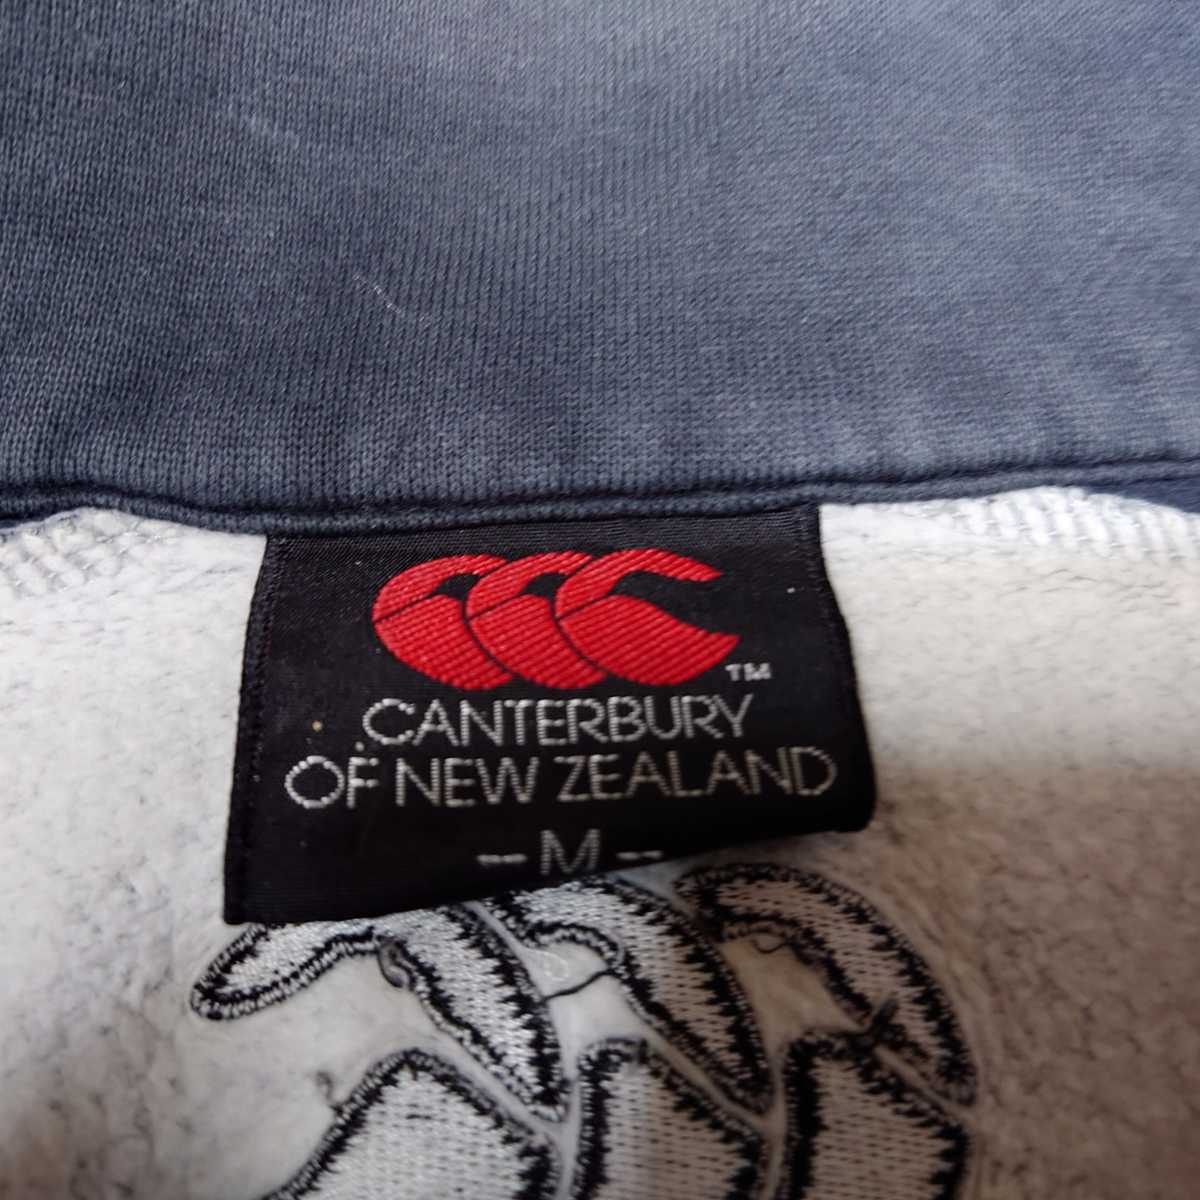 TM
CANTERBURY
OF NEW ZEALAND
-- M --